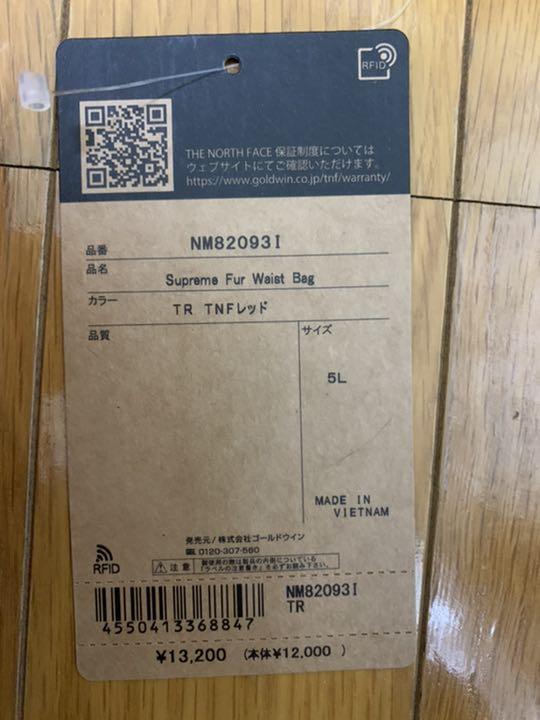 RFID
THE NORTH FACE 保証制度については
ウェブサイトにてご確認いただけます。
https://www.goldwin.co.jp/tnf/warranty/
品番 NM82093I
品名 Supreme Fur Waist Bag
カラー TR TNFレッド
品質 サイズ
5L
MADE IN
VIETNAM
発売元/株式会社ゴールドウイン
0120-307-560
RFID
注意
NM82093I
TR
4550413368847
¥13,200 (本体¥12,000 )